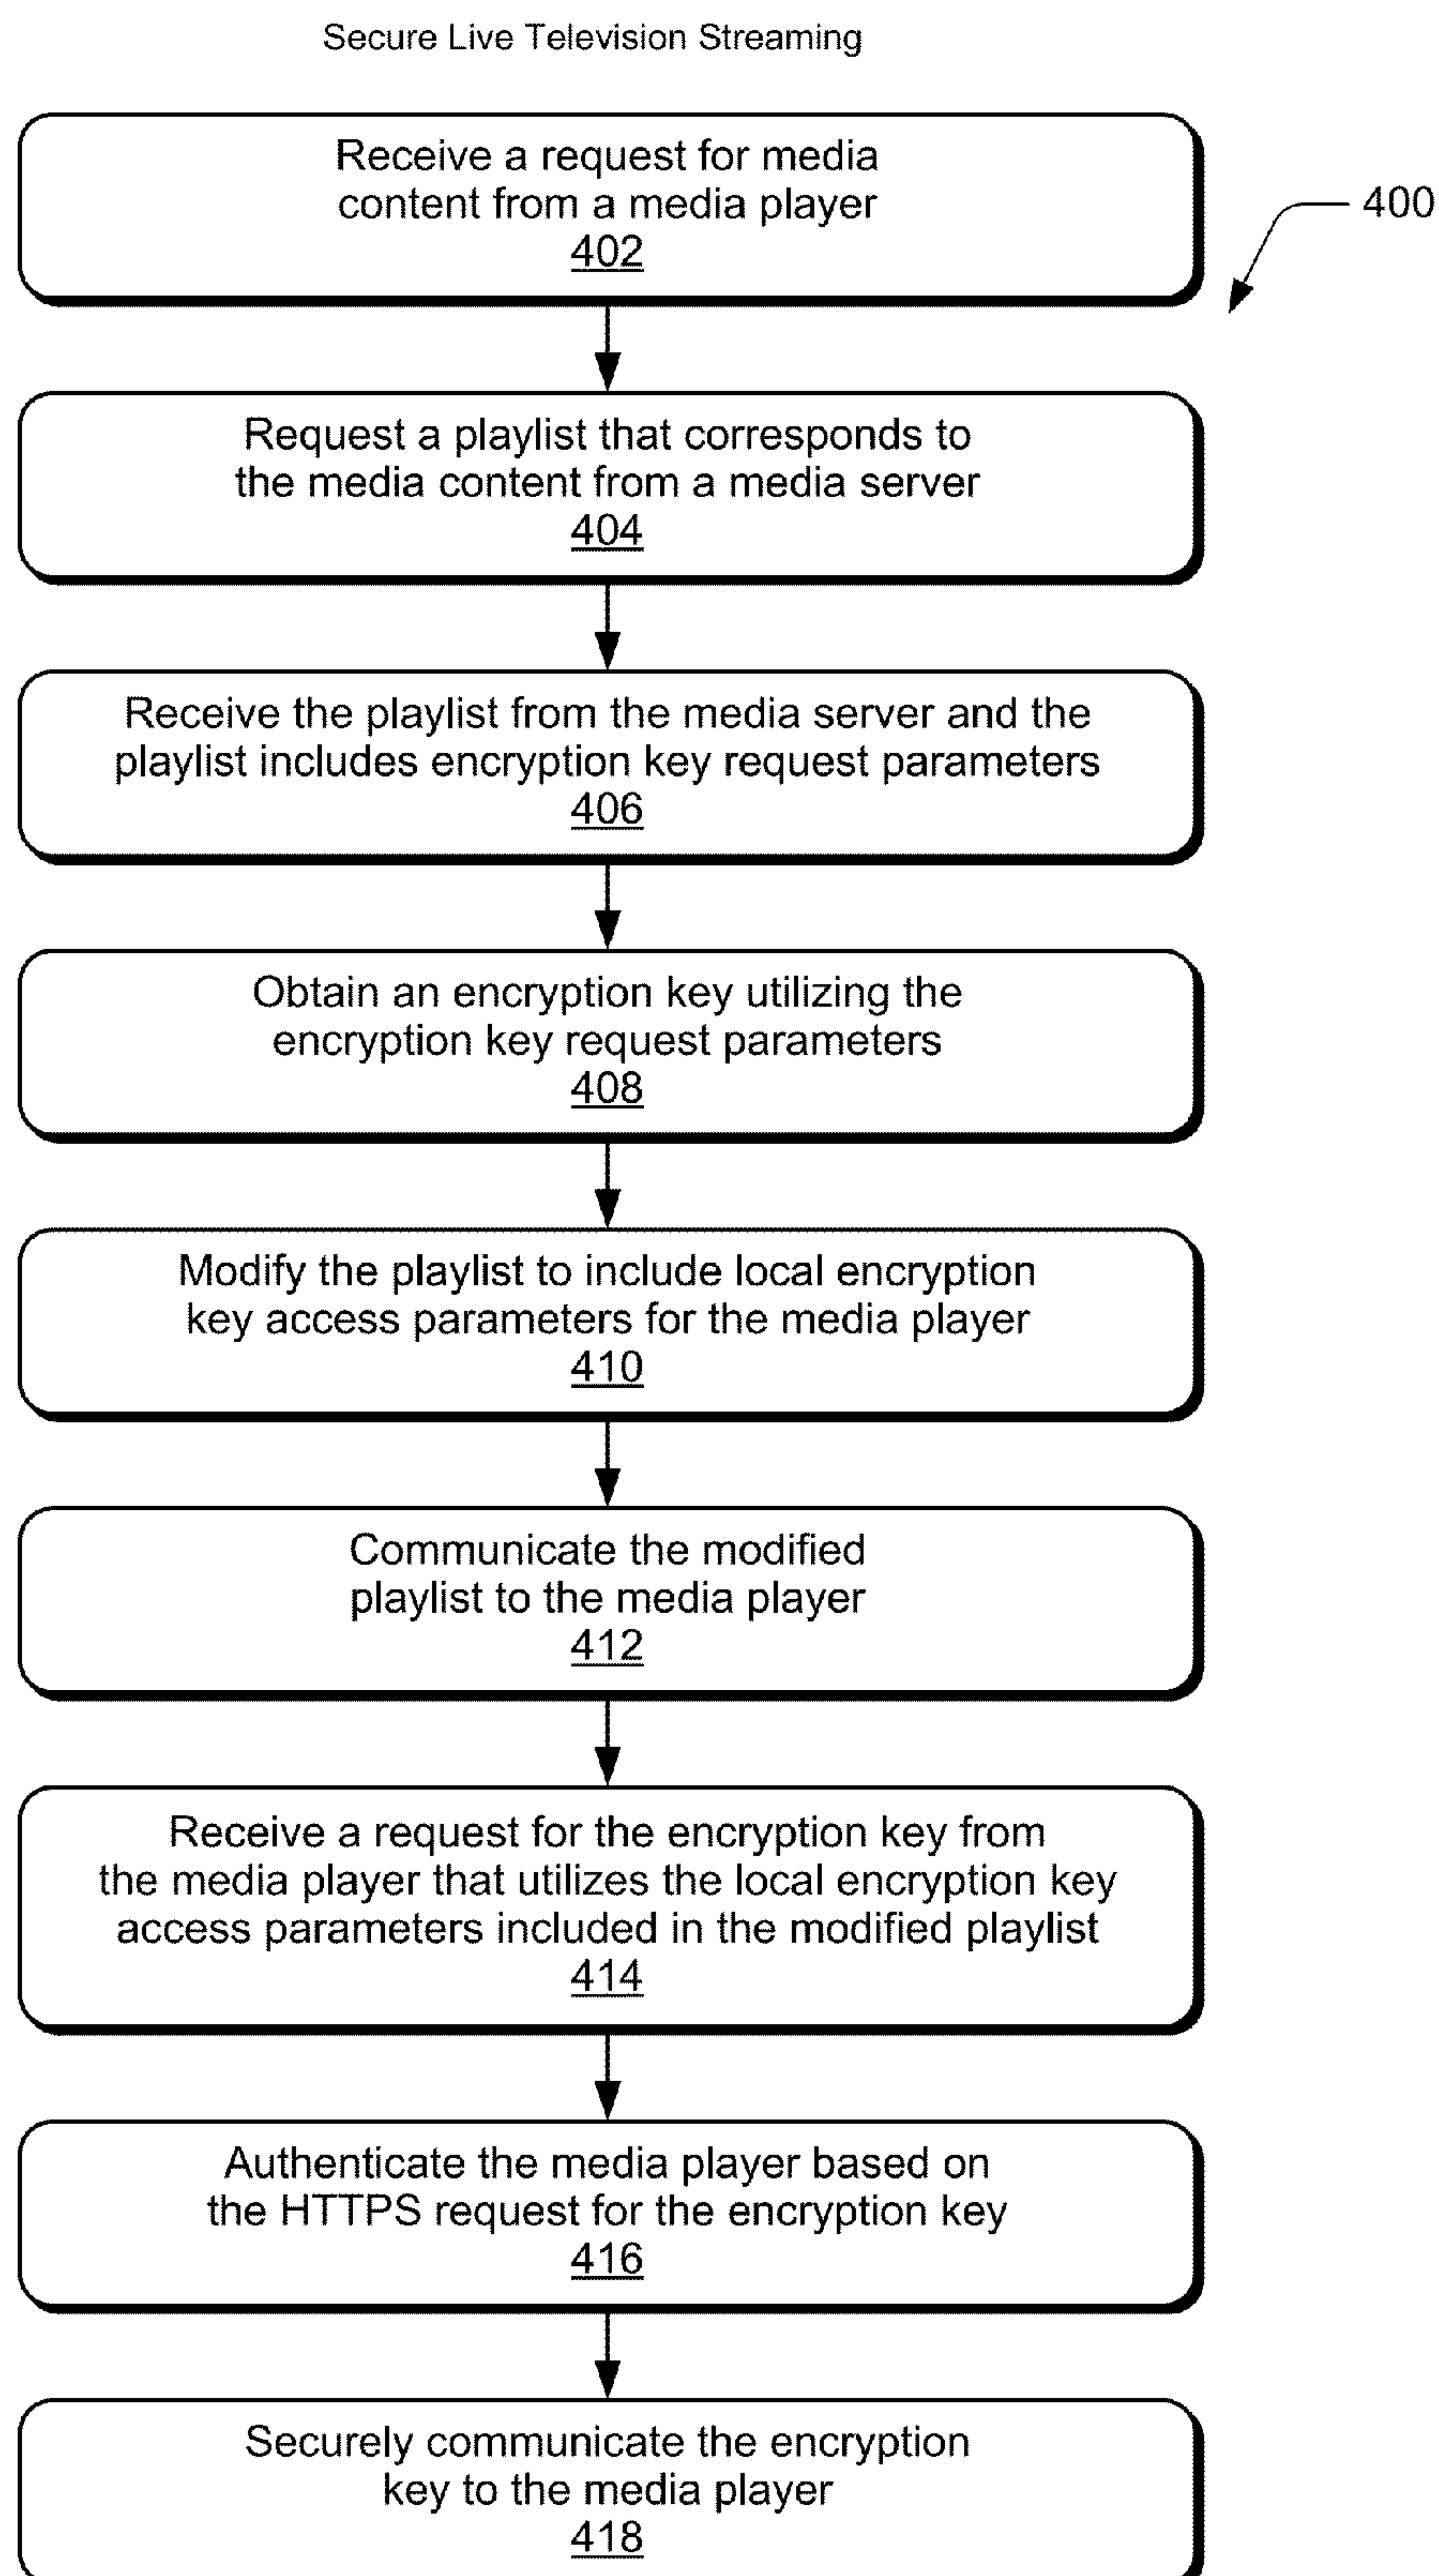 Secure Live Television Streaming
Receive a request for media
content from a media player
402
400
Request a playlist that corresponds to
the media content from a media server
404
Receive the playlist from the media server and the
playlist includes encryption key request parameters
406
Obtain an encryption key utilizing the
encryption key request parameters
408
Modify the playlist to include local encryption
key access parameters for the media player
410
Communicate the modified
playlist to the media player
412
Receive a request for the encryption key from
the media player that utilizes the local encryption key
access parameters included in the modified playlist
414
Authenticate the media player based on
the HTTPS request for the encryption key
416
Securely communicate the encryption
key to the media player
418